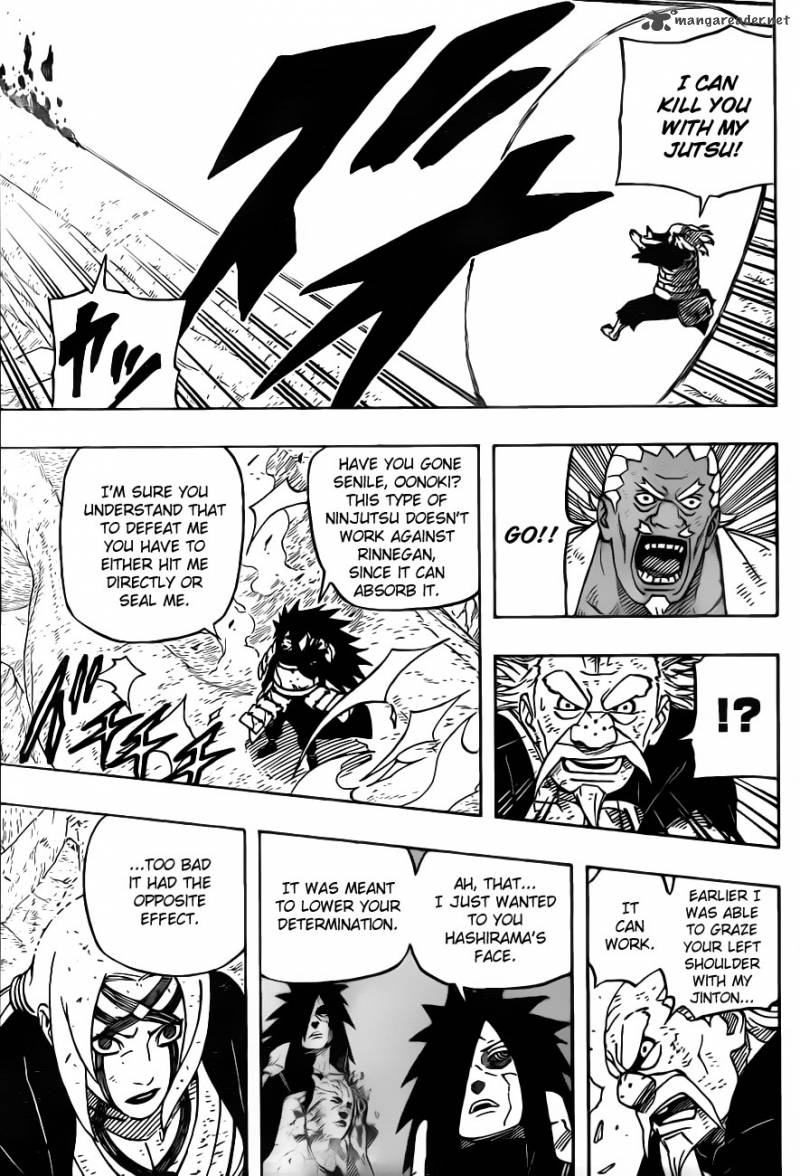 mangareader.net
I CAN
KILL YOU
WITH MY
JUTSU!
ズズ
カッ
GO!!
HAVE YOU GONE
SENILE, OONOKI?
THIS TYPE OF
NINJUTSU DOESN'T
WORK AGAINST
RINNEGAN,
SINCE IT CAN
ABSORB IT.
I'M SURE YOU
UNDERSTAND THAT
TO DEFEAT ME
YOU HAVE TO
EITHER HIT ME
DIRECTLY OR
SEAL ME.
!?
EARLIER I
WAS ABLE
TO GRAZE
YOUR LEFT
SHOULDER
WITH MY
JINTON...
IT
CAN
WORK.
AH, THAT...
I JUST WANTED
TO YOU
HASHIRAMA'S
FACE.
IT WAS MEANT
TO LOWER YOUR
DETERMINATION.
...TOO BAD
IT HAD THE
OPPOSITE
EFFECT.